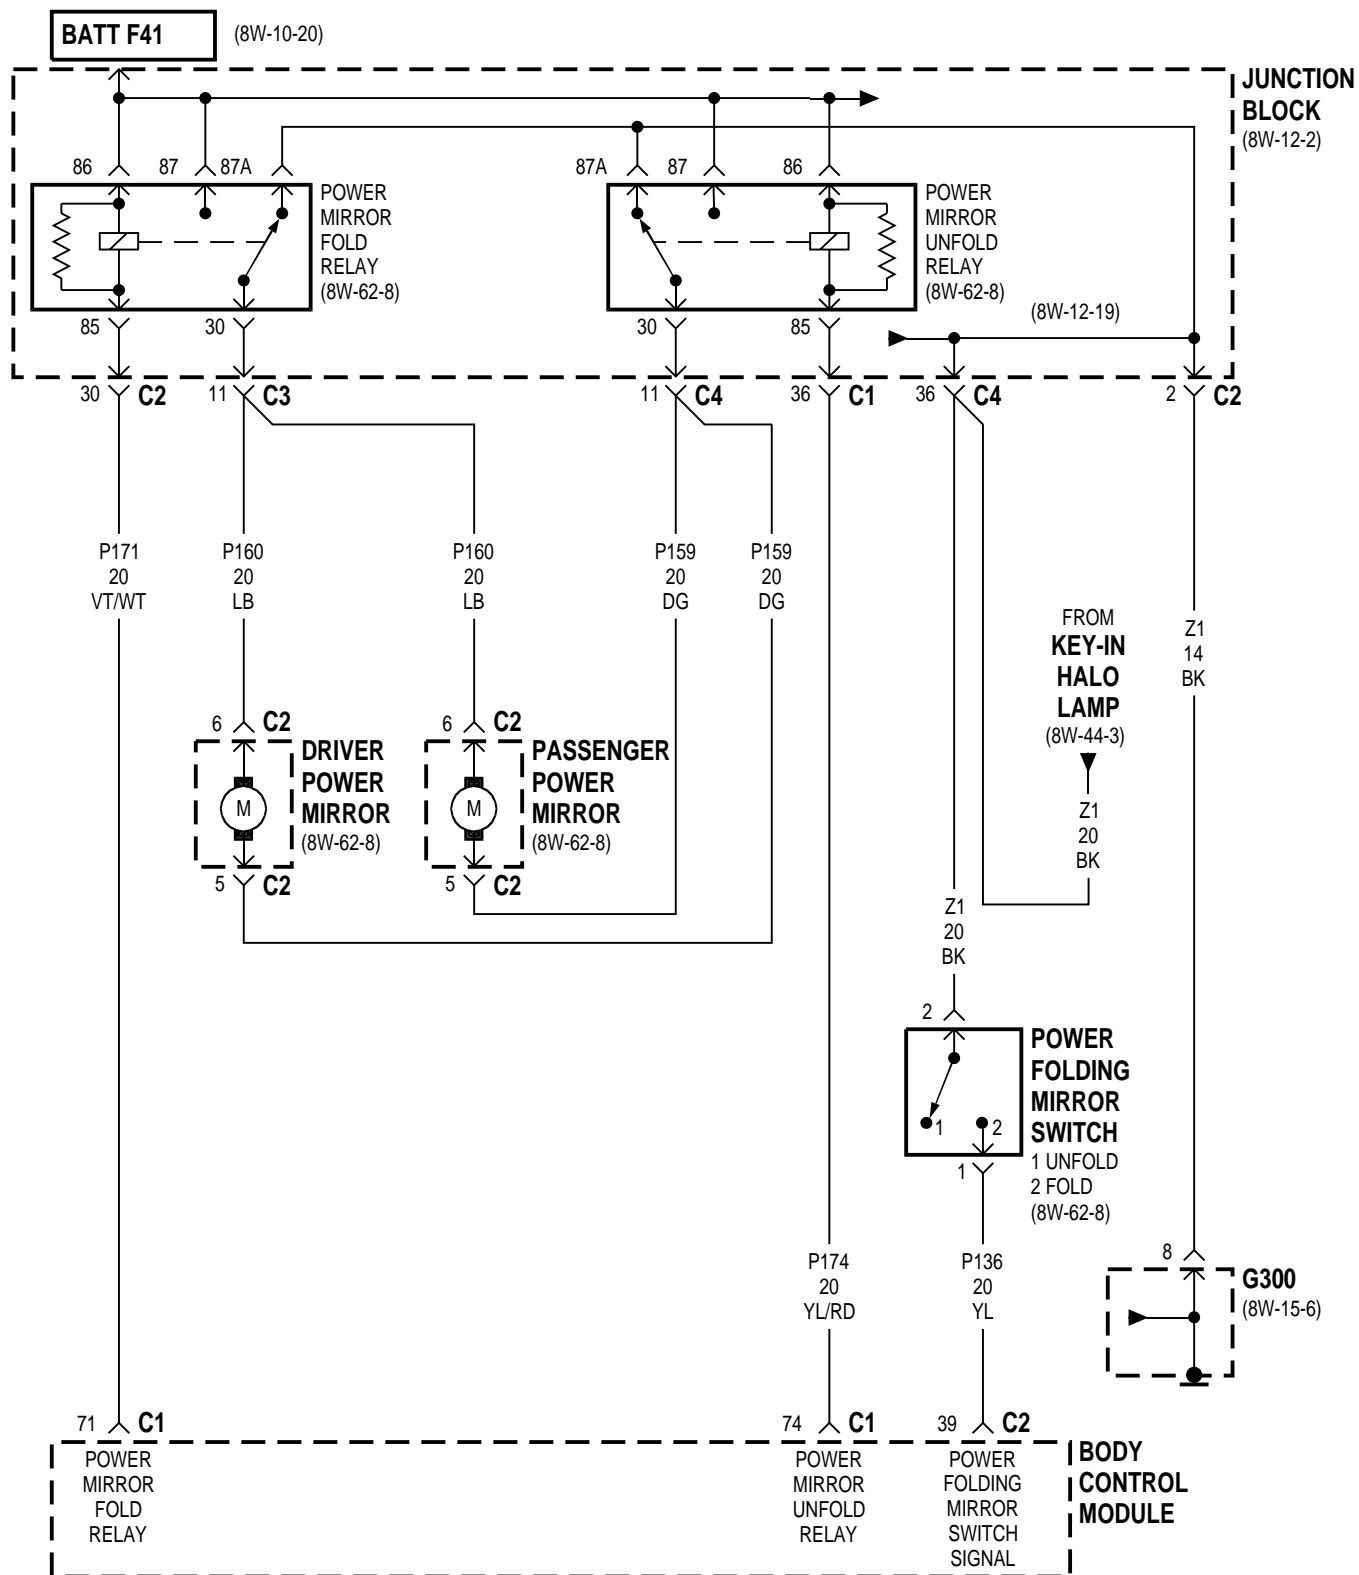 BATT F41 (8W-10-20)
JUNCTION
BLOCK
(8W-12-2)
86 87 87A
87A 87 86
POWER
MIRROR
FOLD
RELAY
(8W-62-8)
POWER
MIRROR
UNFOLD
RELAY
(8W-62-8)
(8W-12-19)
85 30
30 85
30 C2 11 C3 11 C4 36 C1 36 C4 2 C2
P171
20
VT/WT
P160
20
LB
P160
20
LB
P159
20
DG
P159
20
DG
FROM
KEY-IN
HALO
LAMP
(8W-44-3)
Z1
14
BK
6 C2
6 C2
DRIVER
POWER
MIRROR
(8W-62-8)
M
PASSENGER
POWER
MIRROR
(8W-62-8)
M
5 C2
5 C2
Z1
20
BK
Z1
20
BK
2
POWER
FOLDING
MIRROR
SWITCH
1 UNFOLD
2 FOLD
(8W-62-8)
1 2
1
P174
20
YL/RD
P136
20
YL
8
G300
(8W-15-6)
71 C1 74 C1 39 C2
POWER
MIRROR
FOLD
RELAY
POWER
MIRROR
UNFOLD
RELAY
POWER
FOLDING
MIRROR
SWITCH
SIGNAL
BODY
CONTROL
MODULE